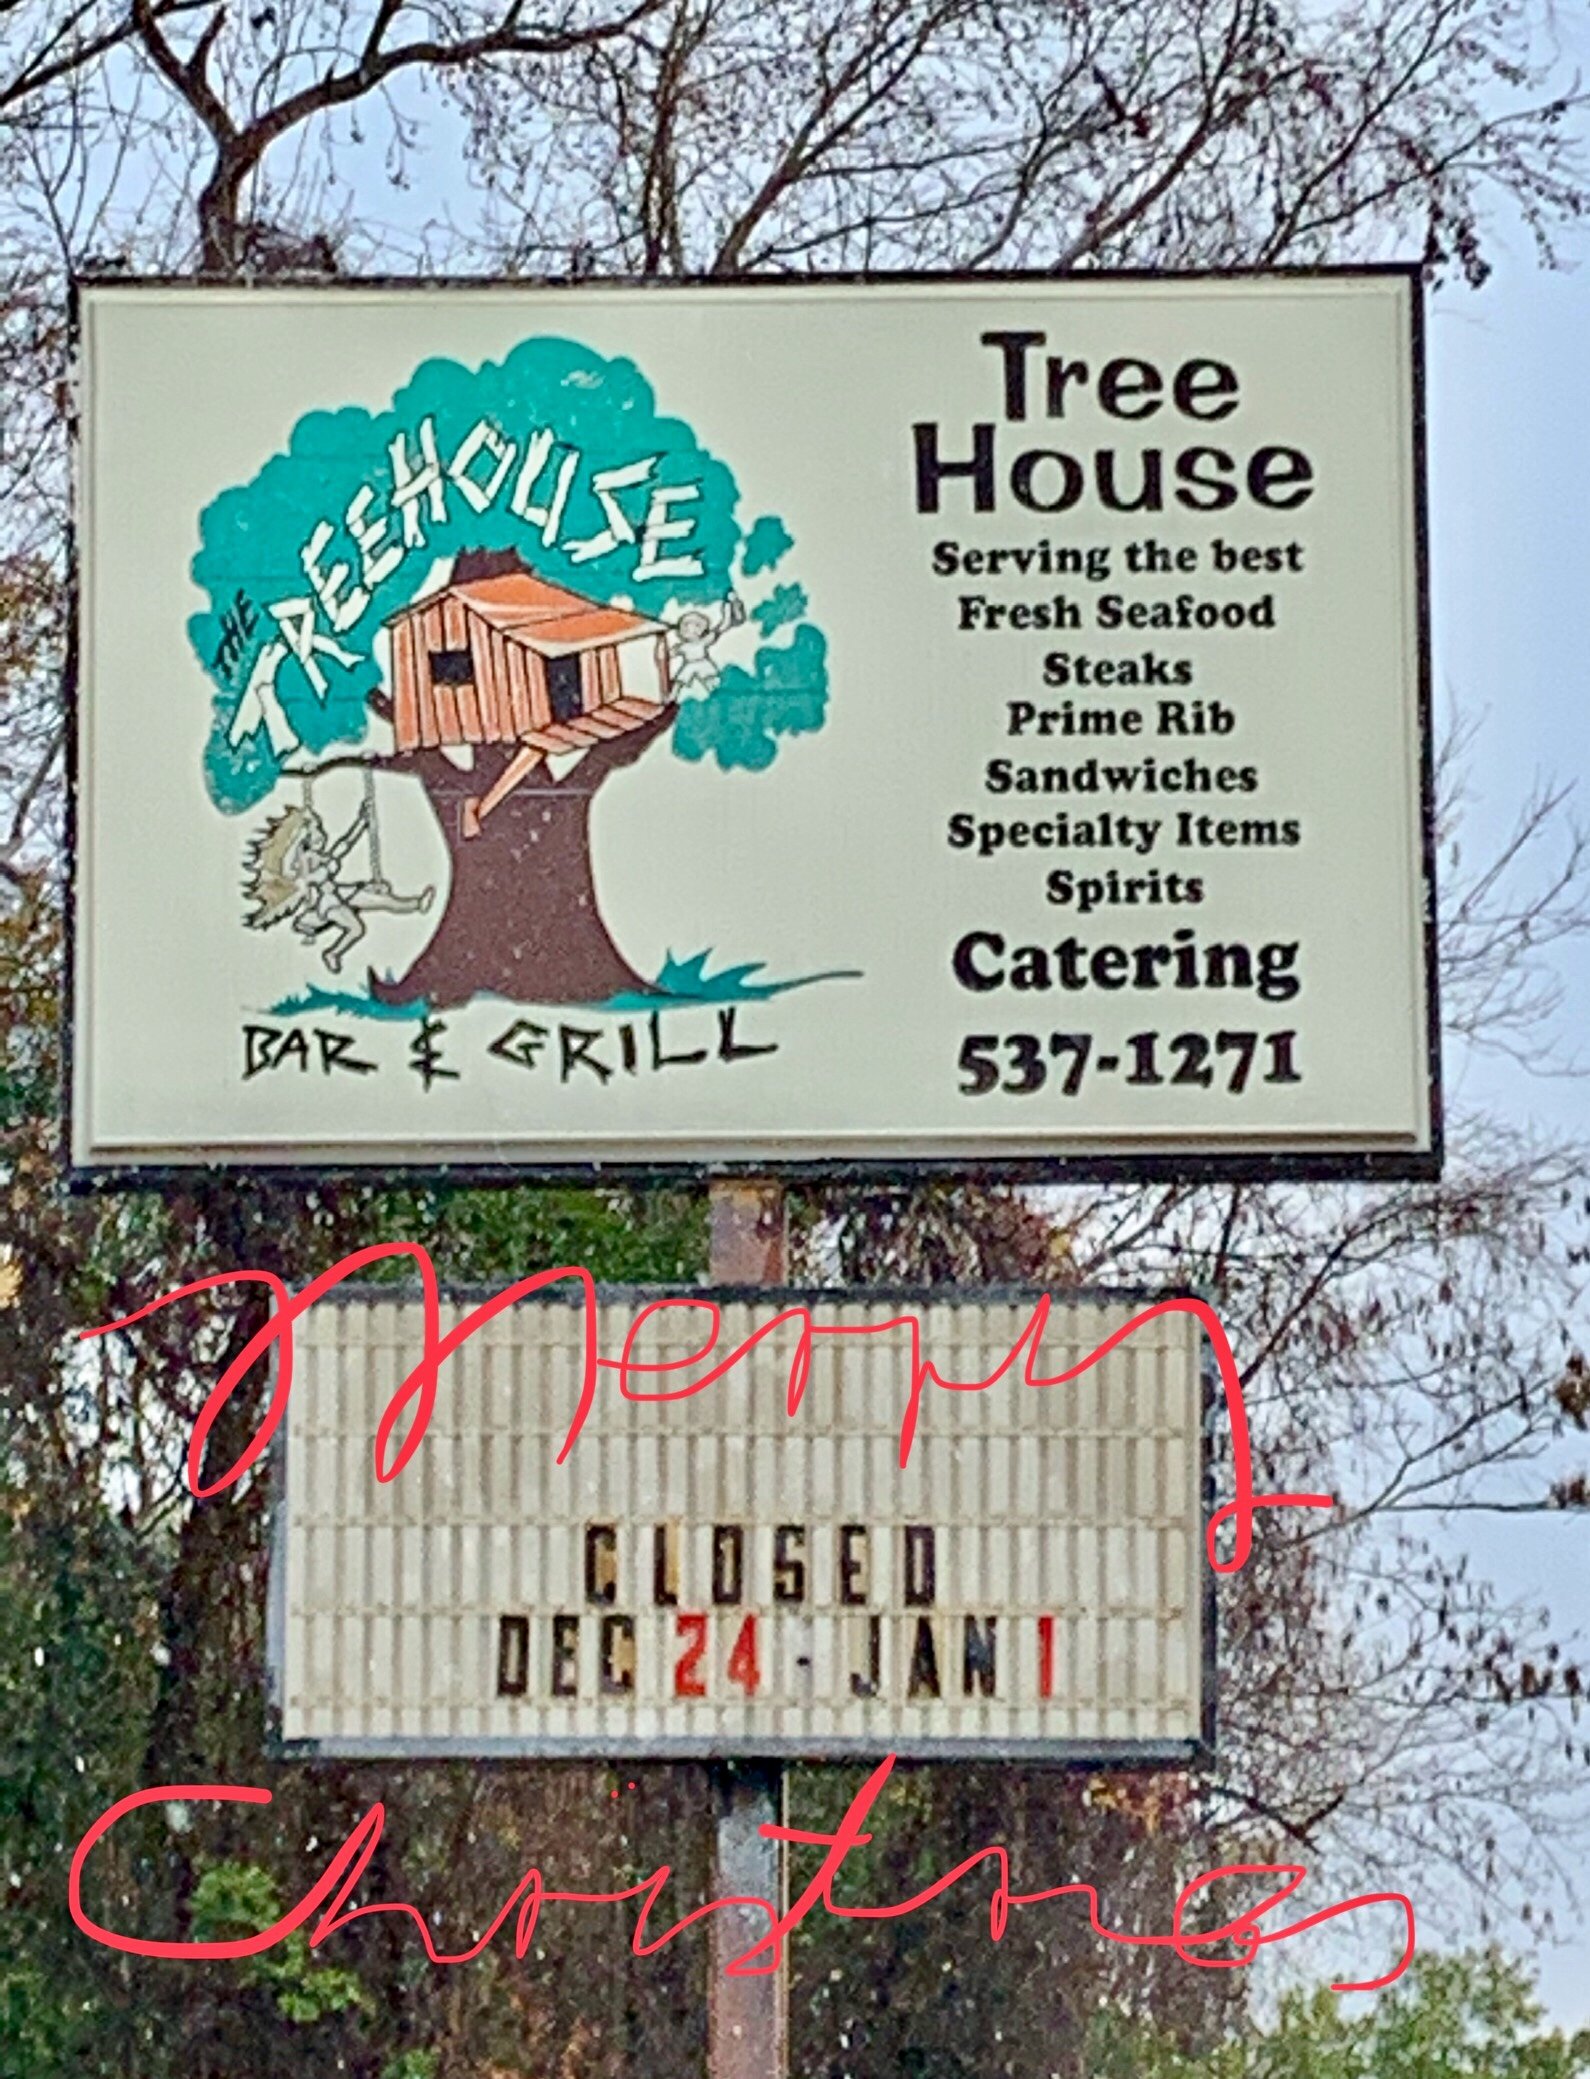 THE
TREEHOUSE
BAR & GRILL
Tree
House
Serving the best
Fresh Seafood
Steaks
Prime Rib
Sandwiches
Specialty Items
Spirits
Catering
537-1271
Merry
CLOSED
DEC 24 - JAN 1
Christmas